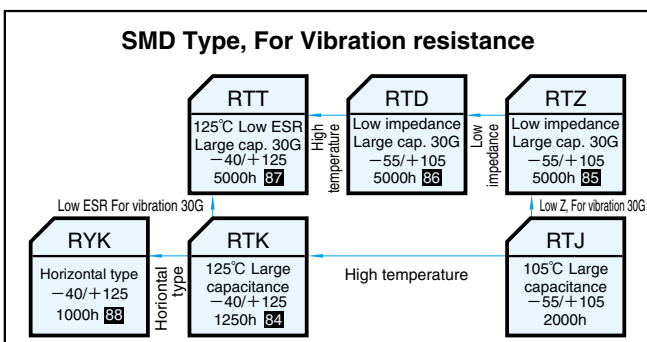 SMD Type, For Vibration resistance
RTT
125℃ Low ESR
Large cap. 30G
−40/+125
5000h 87
High
temperature
RTD
Low impedance
Large cap. 30G
−55/+105
5000h 86
Low
impedance
RTZ
Low impedance
Large cap. 30G
−55/+105
5000h 85
Low ESR For vibration 30G
Low Z, For vibration 30G
RYK
Horizontal type
−40/+125
1000h 88
Horiontal
type
RTK
125℃ Large
capacitance
−40/+125
1250h 84
High temperature
RTJ
105℃ Large
capacitance
−55/+105
2000h